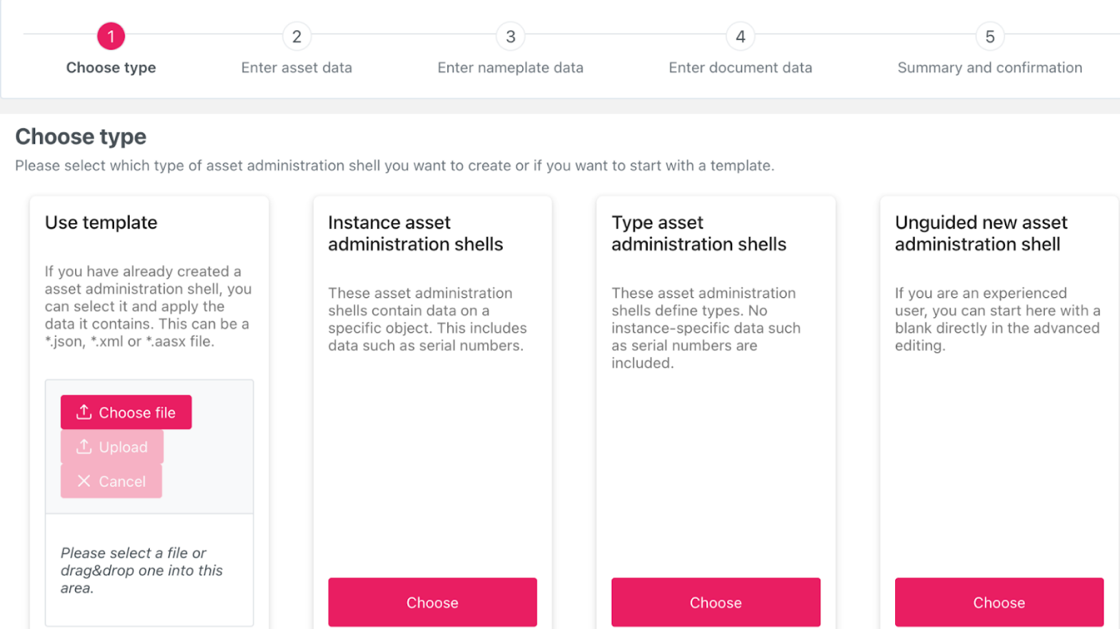 1 2 3 4 5
Choose type Enter asset data Enter nameplate data Enter document data Summary and confirmation
Choose type
Please select which type of asset administration shell you want to create or if you want to start with a template.
Use template
If you have already created a
asset administration shell, you
can select it and apply the
data it contains. This can be a
*.json, *.xml or *.aasx file.
Choose file
Upload
Cancel
Please select a file or
drag&drop one into this
area.
Instance asset
administration shells
These asset administration
shells contain data on a
specific object. This includes
data such as serial numbers.
Choose
Type asset
administration shells
These asset administration
shells define types. No
instance-specific data such
as serial numbers are
included.
Choose
Unguided new asset
administration shell
If you are an experienced
user, you can start here with a
blank directly in the advanced
editing.
Choose